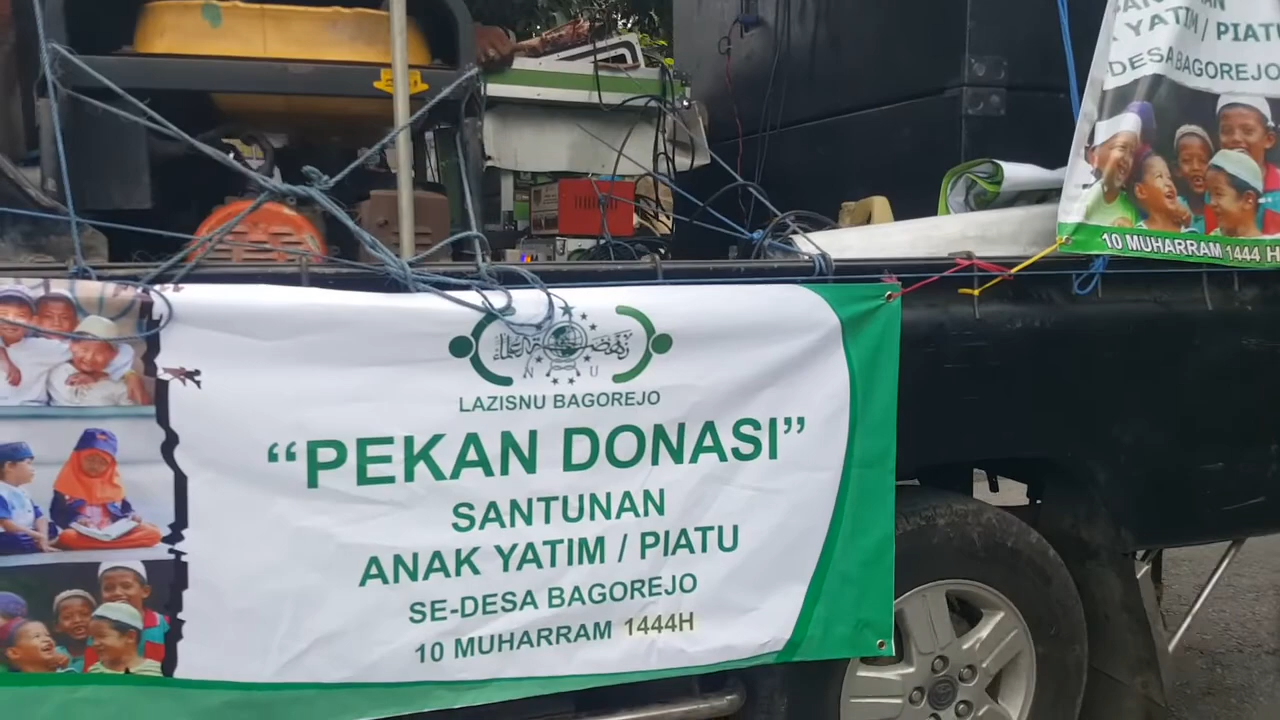 N U
LAZISNU BAGOREJO
“PEKAN DONASI”
SANTUNAN
ANAK YATIM / PIATU
SE-DESA BAGOREJO
10 MUHARRAM 1444H
YATIM / PIATU
DESA BAGOREJO
10 MUHARRAM 1444 H